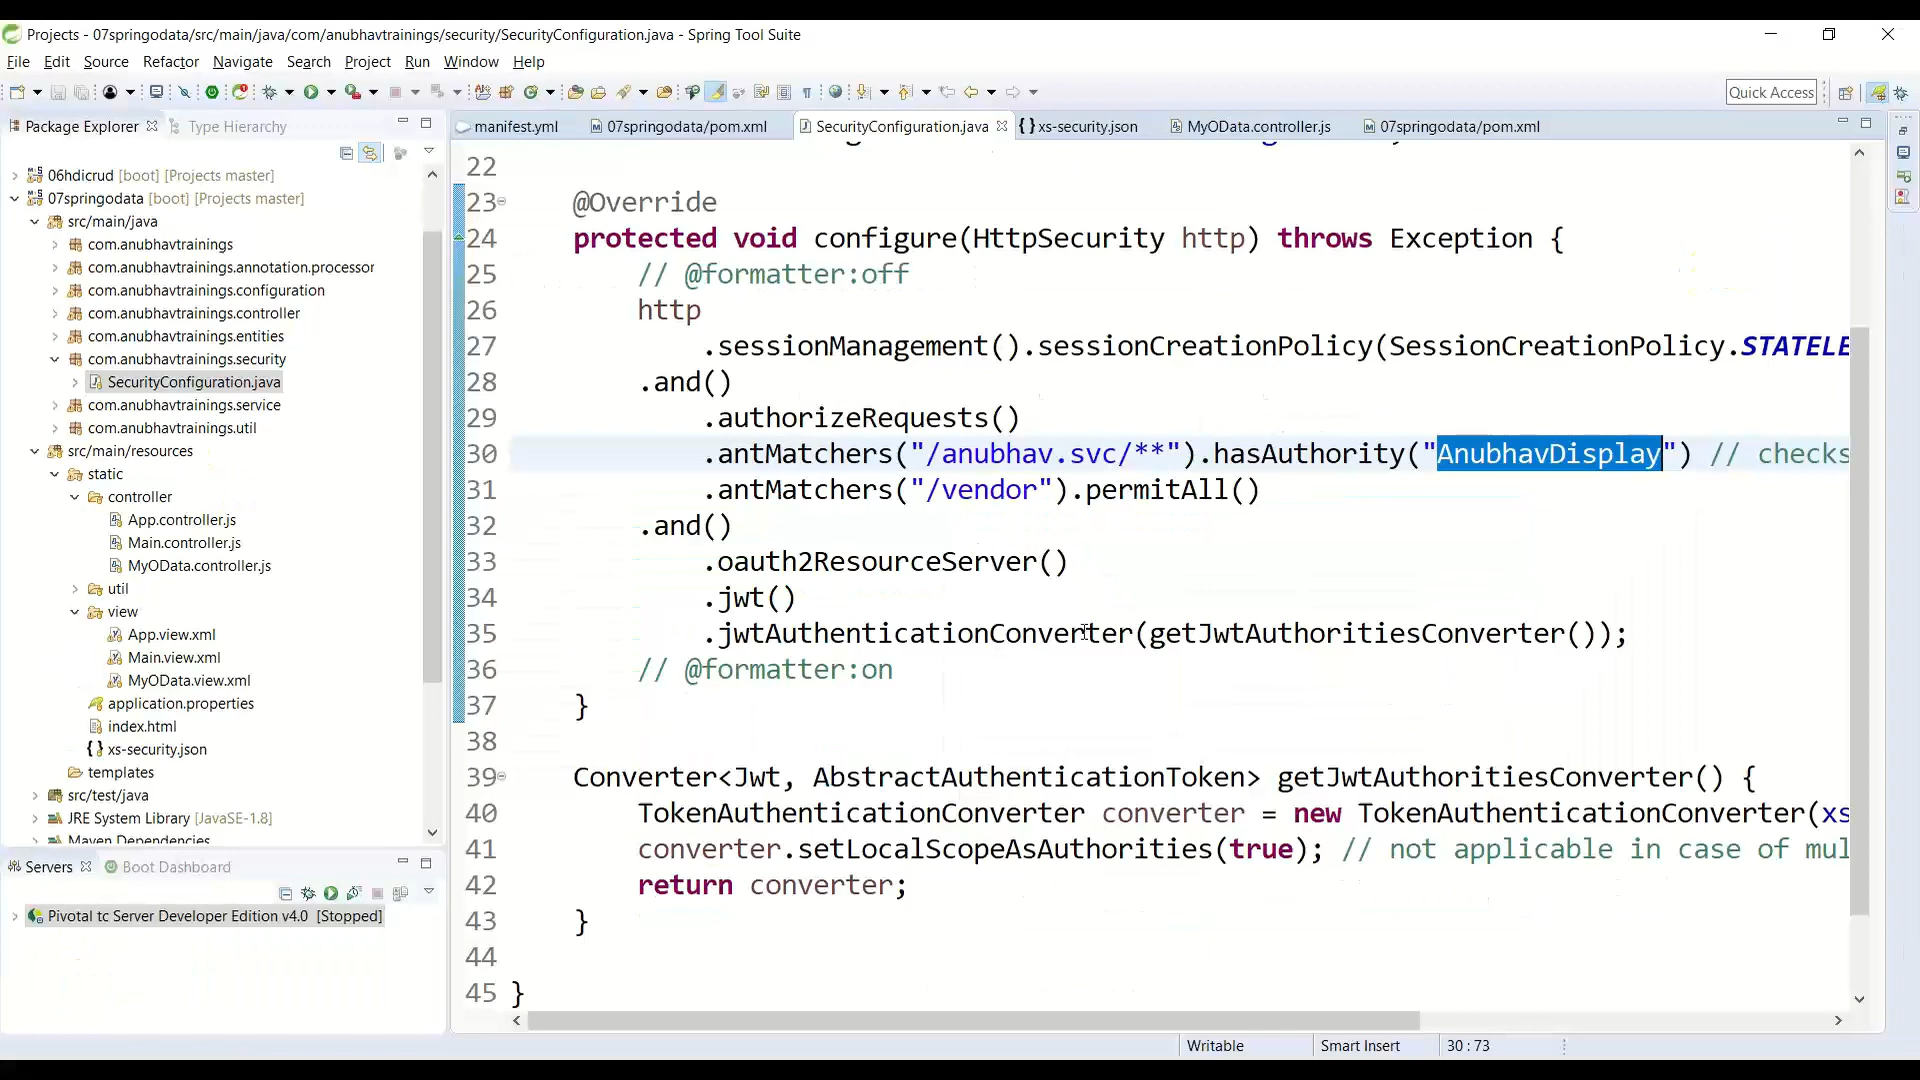 Projects - 07springodata/src/main/java/com/anubhavtrainings/security/SecurityConfiguration.java - Spring Tool Suite
File Edit Source Refactor Navigate Search Project Run Window Help
Quick Access
Package Explorer Type Hierarchy
manifest.yml 07springodata/pom.xml SecurityConfiguration.java xs-security.json MyOData.controller.js 07springodata/pom.xml
06hdicrud [boot] [Projects master]
07springodata [boot] [Projects master]
src/main/java
com.anubhavtrainings
com.anubhavtrainings.annotation.processor
com.anubhavtrainings.configuration
com.anubhavtrainings.controller
com.anubhavtrainings.entities
com.anubhavtrainings.security
SecurityConfiguration.java
com.anubhavtrainings.service
com.anubhavtrainings.util
src/main/resources
static
controller
App.controller.js
Main.controller.js
MyOData.controller.js
util
view
App.view.xml
Main.view.xml
MyOData.view.xml
application.properties
index.html
xs-security.json
templates
src/test/java
JRE System Library [JavaSE-1.8]
Maven Dependencies
Servers Boot Dashboard
Pivotal tc Server Developer Edition v4.0 [Stopped]
22
23 @Override
24 protected void configure(HttpSecurity http) throws Exception {
25 // @formatter:off
26 http
27 .sessionManagement().sessionCreationPolicy(SessionCreationPolicy.STATELE
28 .and()
29 .authorizeRequests()
30 .antMatchers("/anubhav.svc/**").hasAuthority("AnubhavDisplay") // checks
31 .antMatchers("/vendor").permitAll()
32 .and()
33 .oauth2ResourceServer()
34 .jwt()
35 .jwtAuthenticationConverter(getJwtAuthoritiesConverter());
36 // @formatter:on
37 }
38
39 Converter<Jwt, AbstractAuthenticationToken> getJwtAuthoritiesConverter() {
40 TokenAuthenticationConverter converter = new TokenAuthenticationConverter(xs
41 converter.setLocalScopeAsAuthorities(true); // not applicable in case of mul
42 return converter;
43 }
44
45 }
Writable Smart Insert 30 : 73